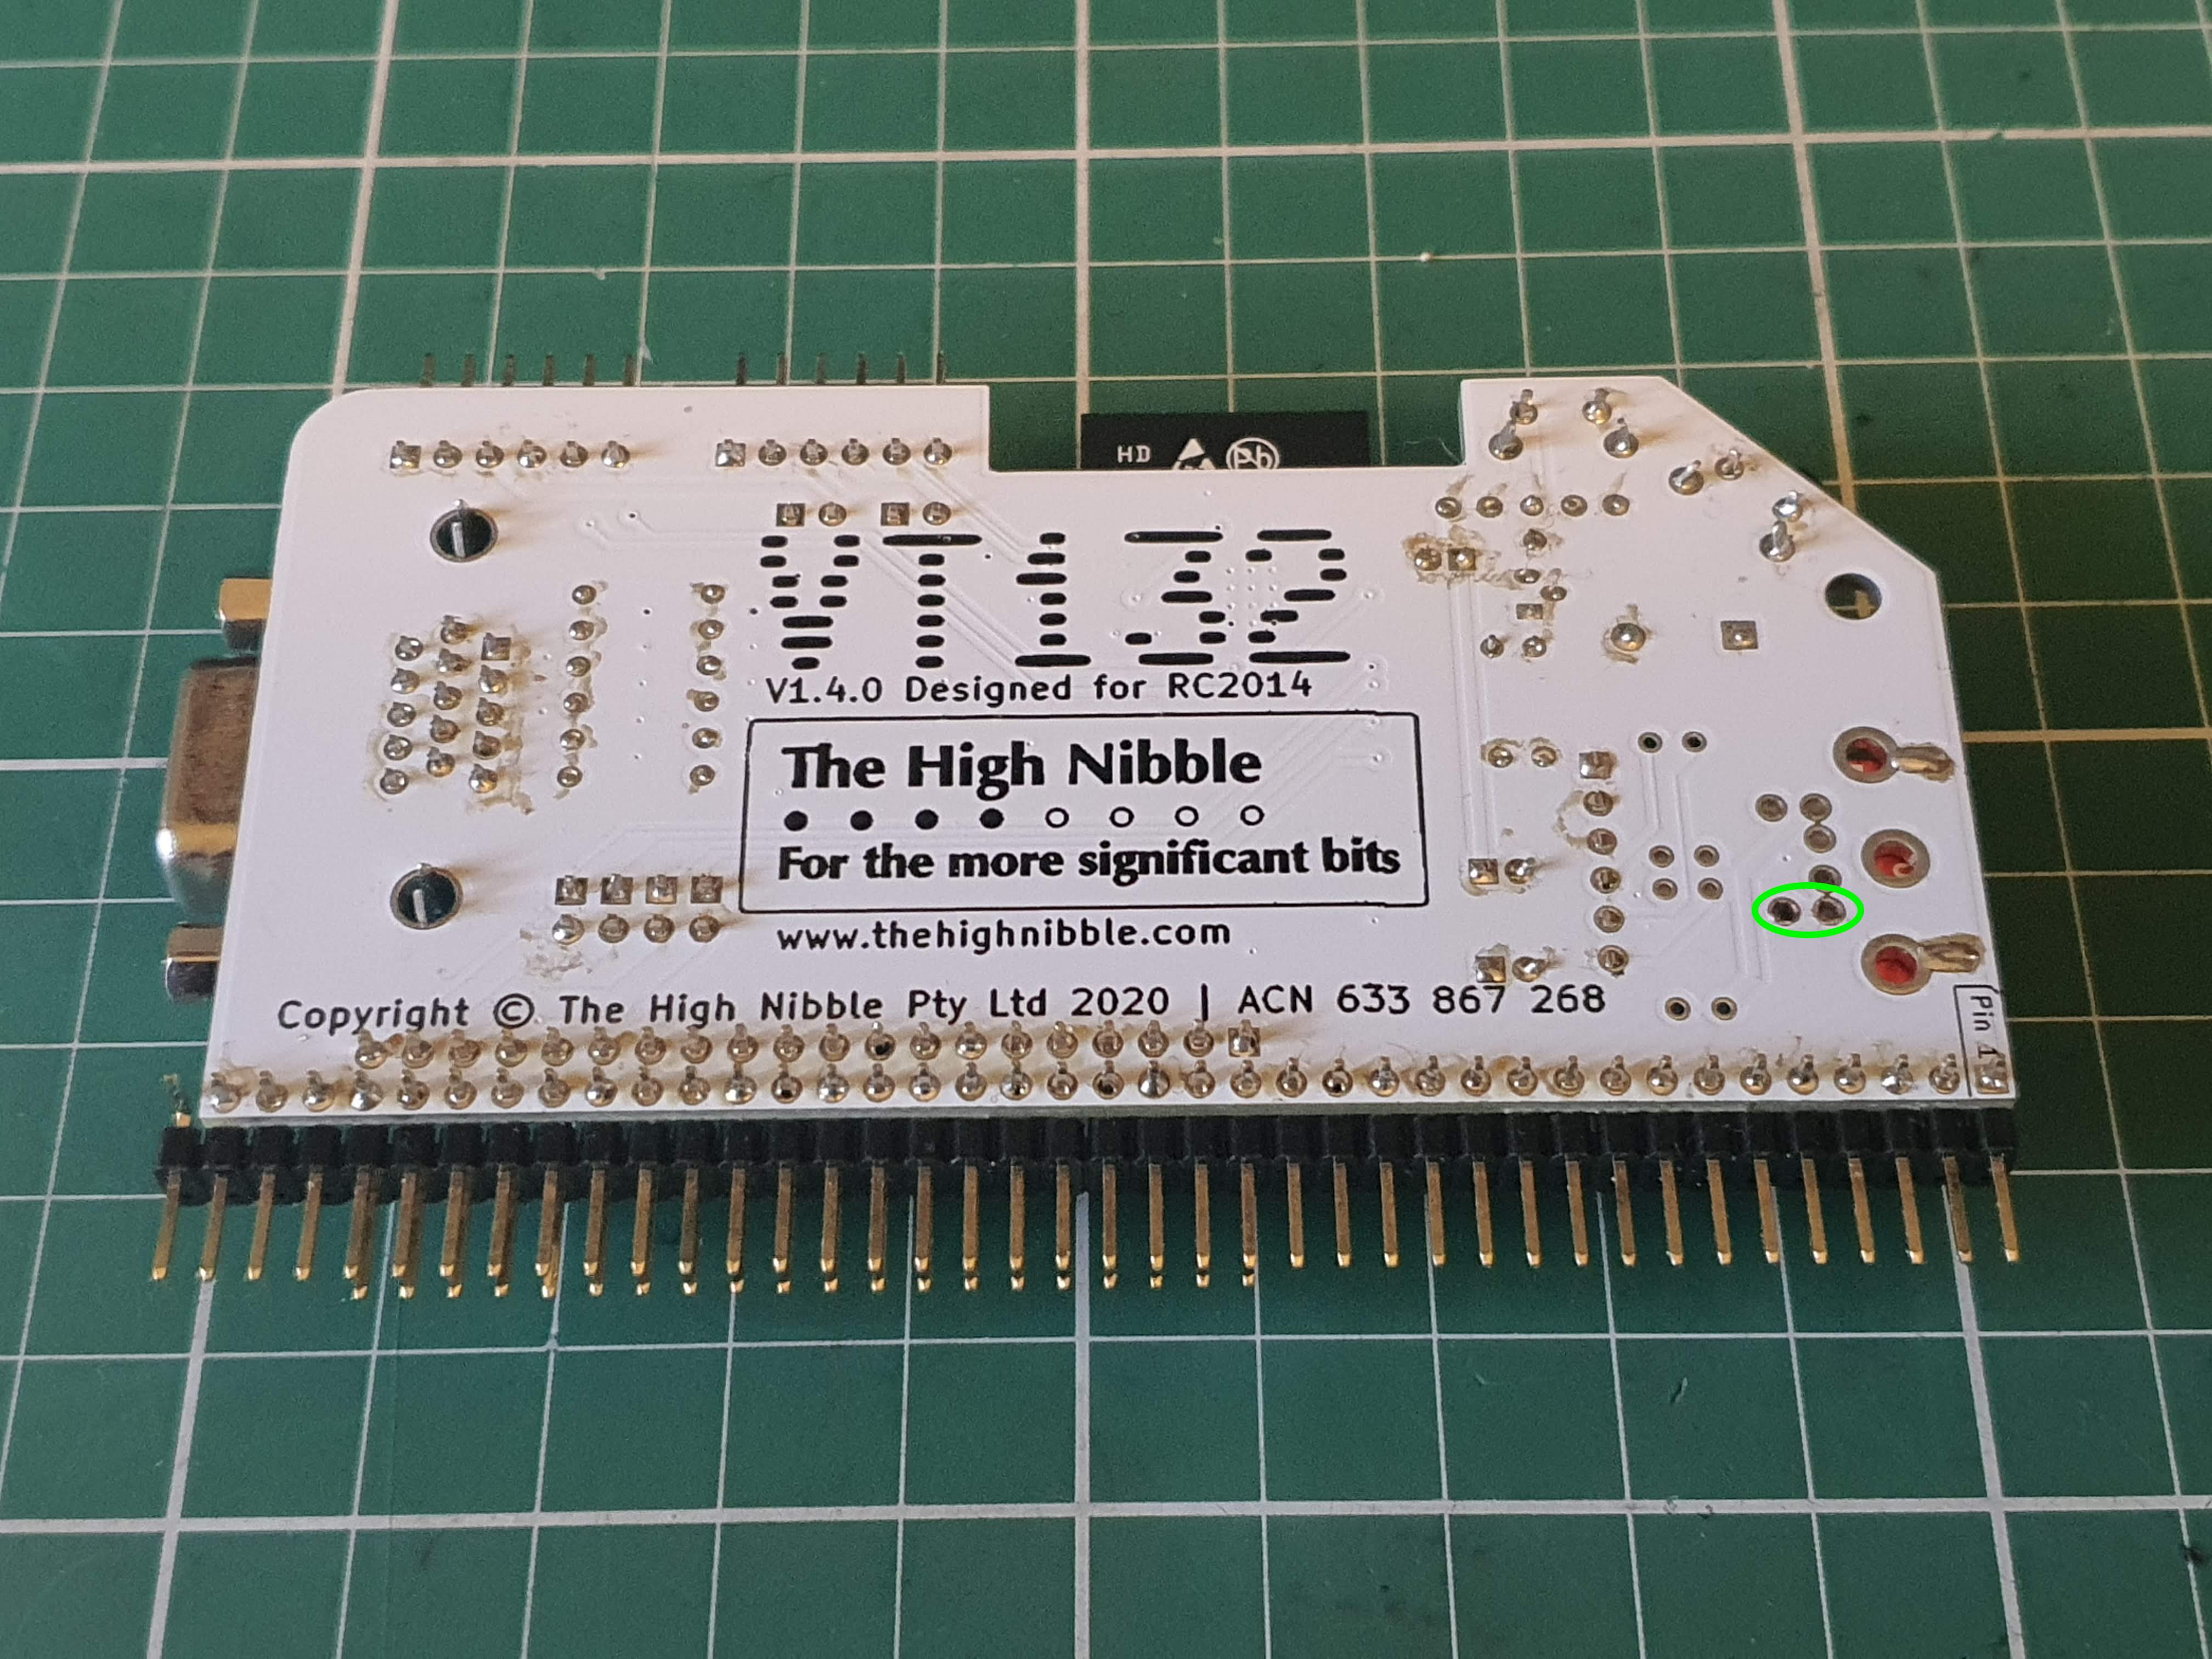 HD Pb
VT132
V1.4.0 Designed for RC2014
The High Nibble
For the more significant bits
www.thehighnibble.com
Copyright © The High Nibble Pty Ltd 2020 | ACN 633 867 268
Pin 1